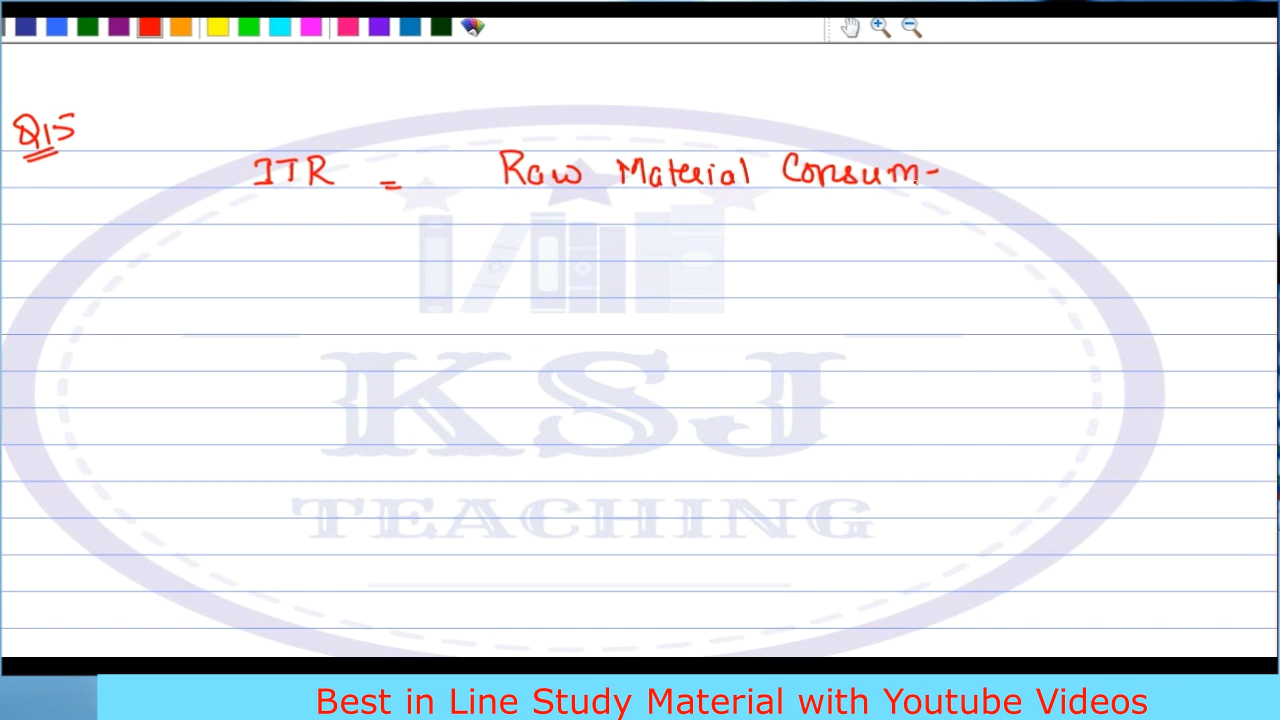 Q15
ITR = Raw Material Consum-
KSJ
TEACHING
Best in Line Study Material with Youtube Videos